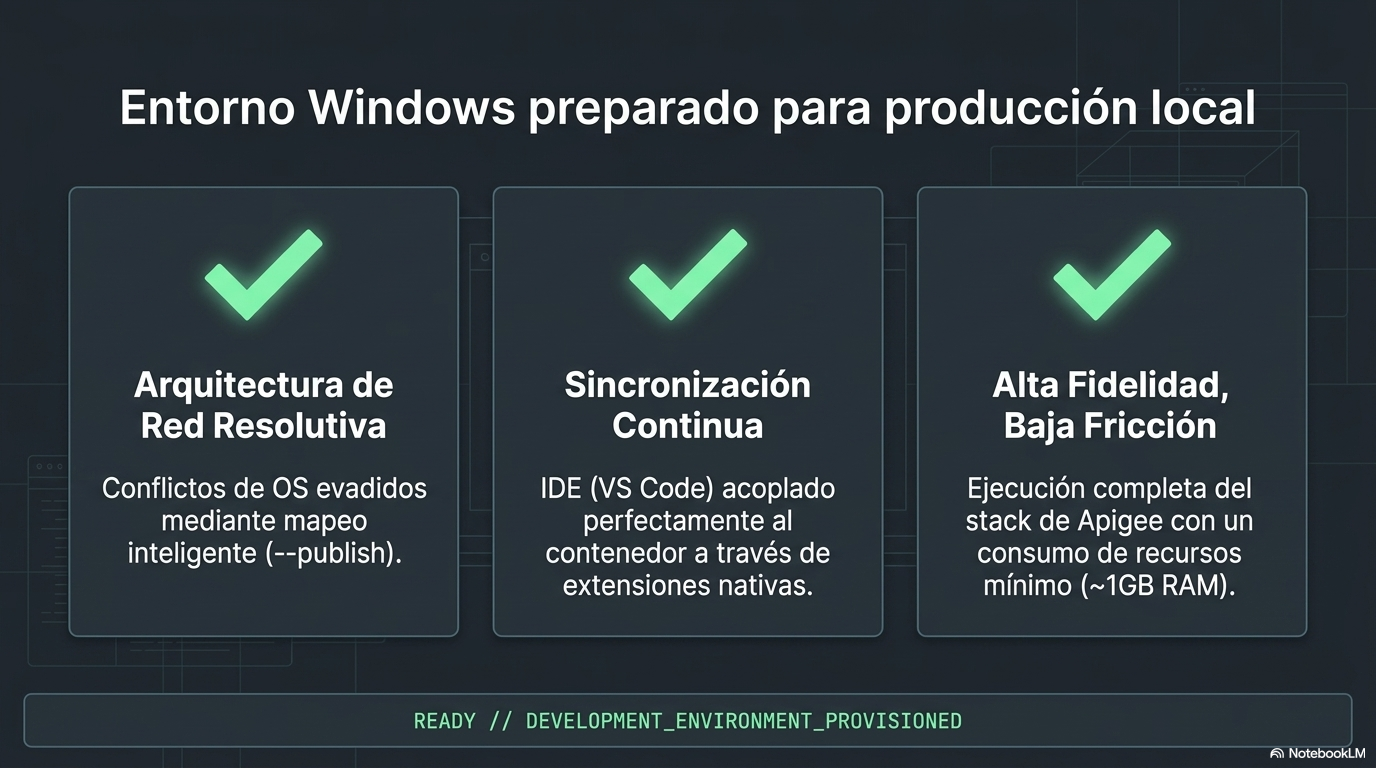 Entorno Windows preparado para producción local
Arquitectura de
Red Resolutiva
Conflictos de OS evadidos
mediante mapeo
inteligente (--publish).
Sincronización
Continua
IDE (VS Code) acoplado
perfectamente al
contenedor a través de
extensiones nativas.
Alta Fidelidad,
Baja Fricción
Ejecución completa del
stack de Apigee con un
consumo de recursos
mínimo (~1GB RAM).
READY // DEVELOPMENT_ENVIRONMENT_PROVISIONED
NotebookLM